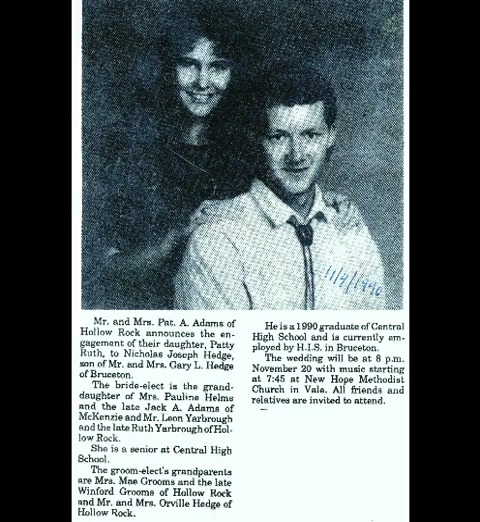 11/4/1990
Mr. and Mrs. Pat. A. Adams of
Hollow Rock announces the en-
gagement of their daughter, Patty
Ruth, to Nicholas Joseph Hedge,
son of Mr. and Mrs. Gary L. Hedge
of Bruceton.
The bride-elect is the grand-
daughter of Mrs. Pauline Helms
and the late Jack A. Adams of
McKenzie and Mr. Leon Yarbrough
and the late Ruth Yarbrough of Hol-
low Rock.
She is a senior at Central High
School.
The groom-elect's grandparents
are Mrs. Mae Grooms and the late
Winford Grooms of Hollow Rock
and Mr. and Mrs. Orville Hedge of
Hollow Rock.
He is a 1990 graduate of Central
High School and is currently em-
ployed by H.I.S. in Bruceton.
The wedding will be at 8 p.m.
November 20 with music starting
at 7:45 at New Hope Methodist
Church in Vale. All friends and
relatives are invited to attend.